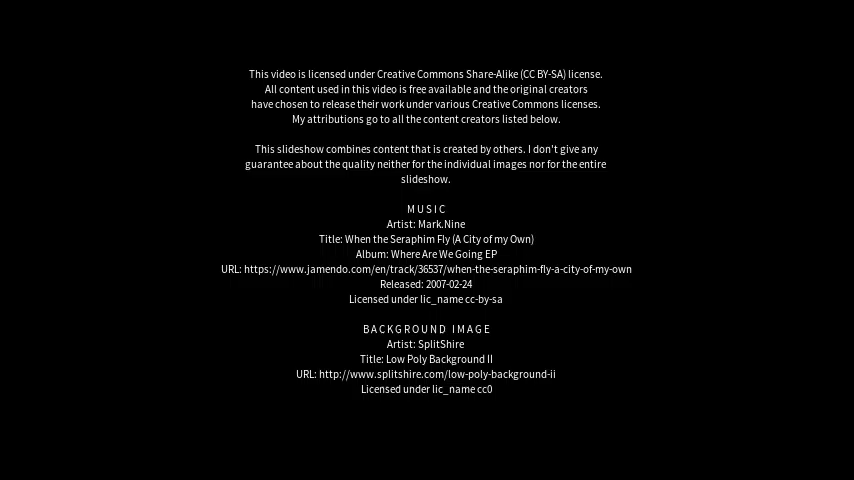 This video is licensed under Creative Commons Share-Alike (CC BY-SA) license.
All content used in this video is free available and the original creators
have chosen to release their work under various Creative Commons licenses.
My attributions go to all the content creators listed below.
This slideshow combines content that is created by others. I don't give any
guarantee about the quality neither for the individual images nor for the entire
slideshow.
MUSIC
Artist: Mark.Nine
Title: When the Seraphim Fly (A City of my Own)
Album: Where Are We Going EP
URL: https://www.jamendo.com/en/track/36537/when-the-seraphim-fly-a-city-of-my-own
Released: 2007-02-24
Licensed under lic_name cc-by-sa
BACKGROUND IMAGE
Artist: SplitShire
Title: Low Poly Background II
URL: http://www.splitshire.com/low-poly-background-ii
Licensed under lic_name cc0